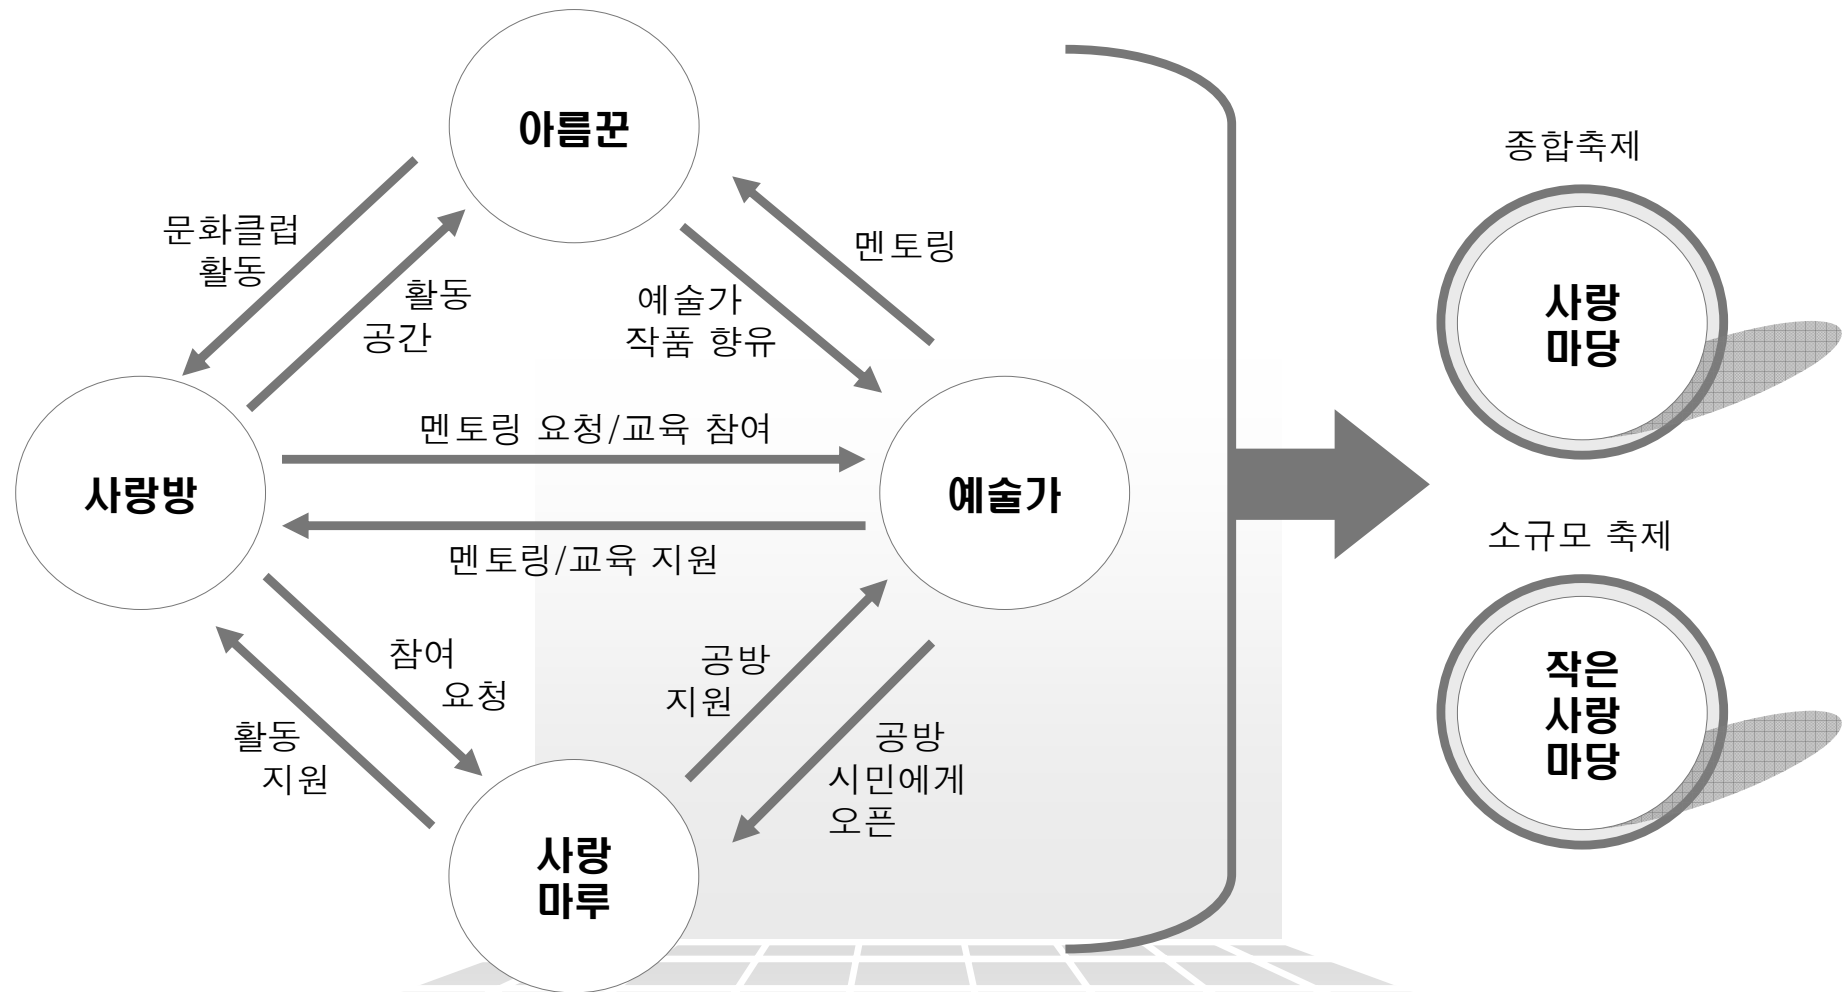 아름꾼
종합축제
문화클럽
활동
멘토링
활동
공간
예술가
작품 향유
사랑
마당
멘토링 요청/교육 참여
사랑방
예술가
멘토링/교육 지원
소규모 축제
참여
요청
공방
지원
활동
지원
공방
시민에게
오픈
작은
사랑
마당
사랑
마루